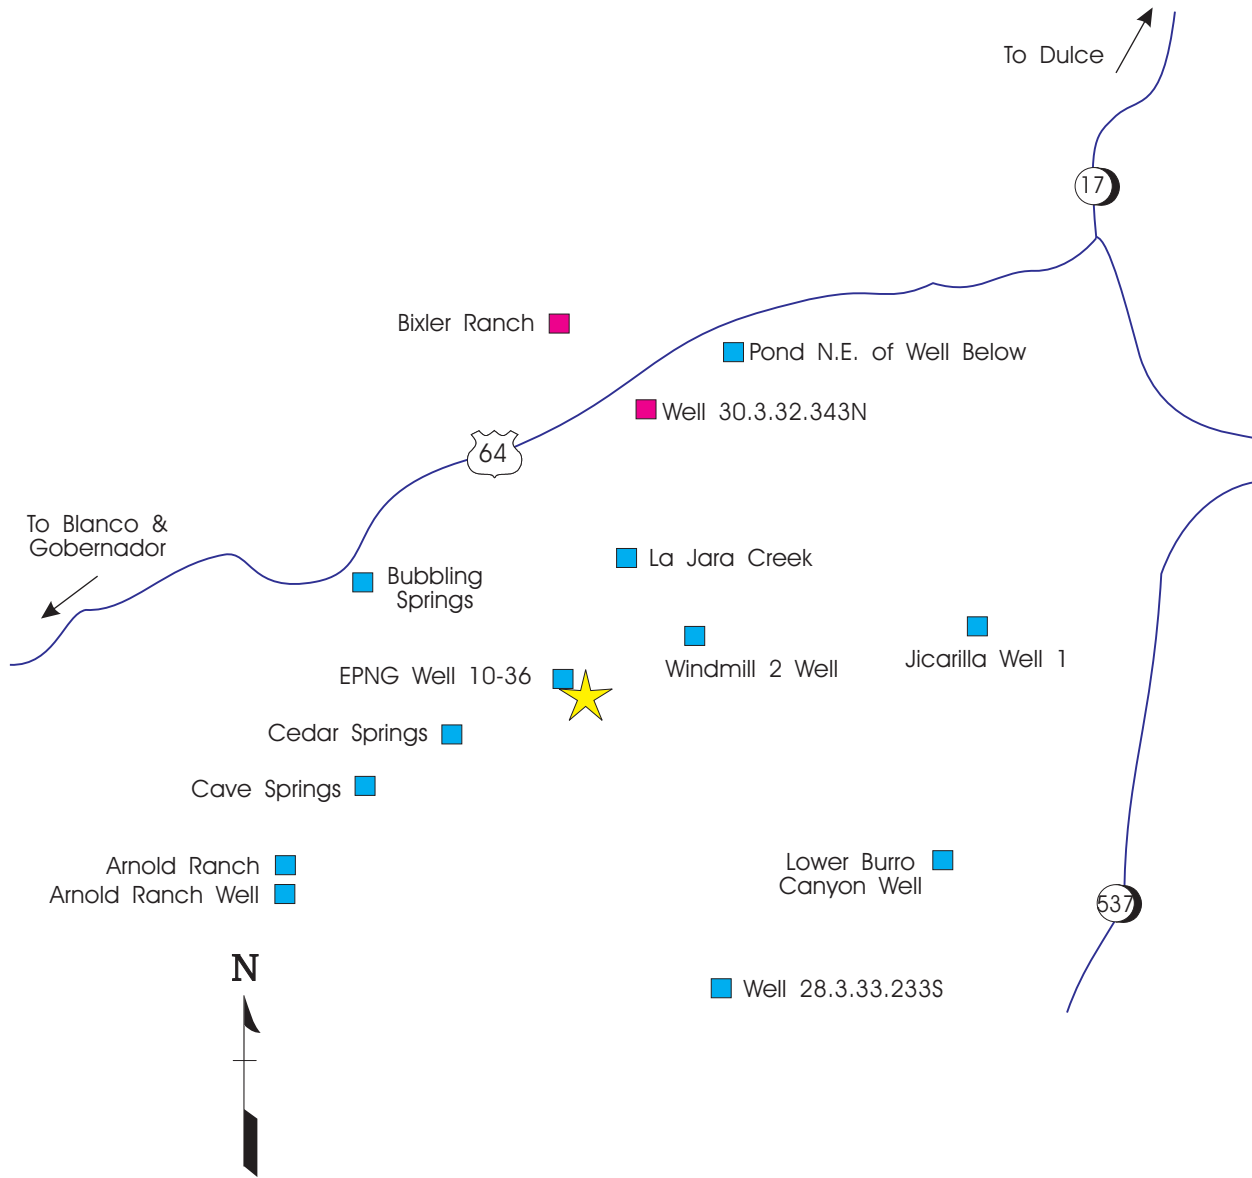 To Dulce
17
Bixler Ranch
Pond N.E. of Well Below
Well 30.3.32.343N
64
To Blanco &
Gobernador
La Jara Creek
Bubbling
Springs
Jicarilla Well 1
Windmill 2 Well
EPNG Well 10-36
Cedar Springs
Cave Springs
Arnold Ranch
Arnold Ranch Well
Lower Burro
Canyon Well
537
N
Well 28.3.33.233S